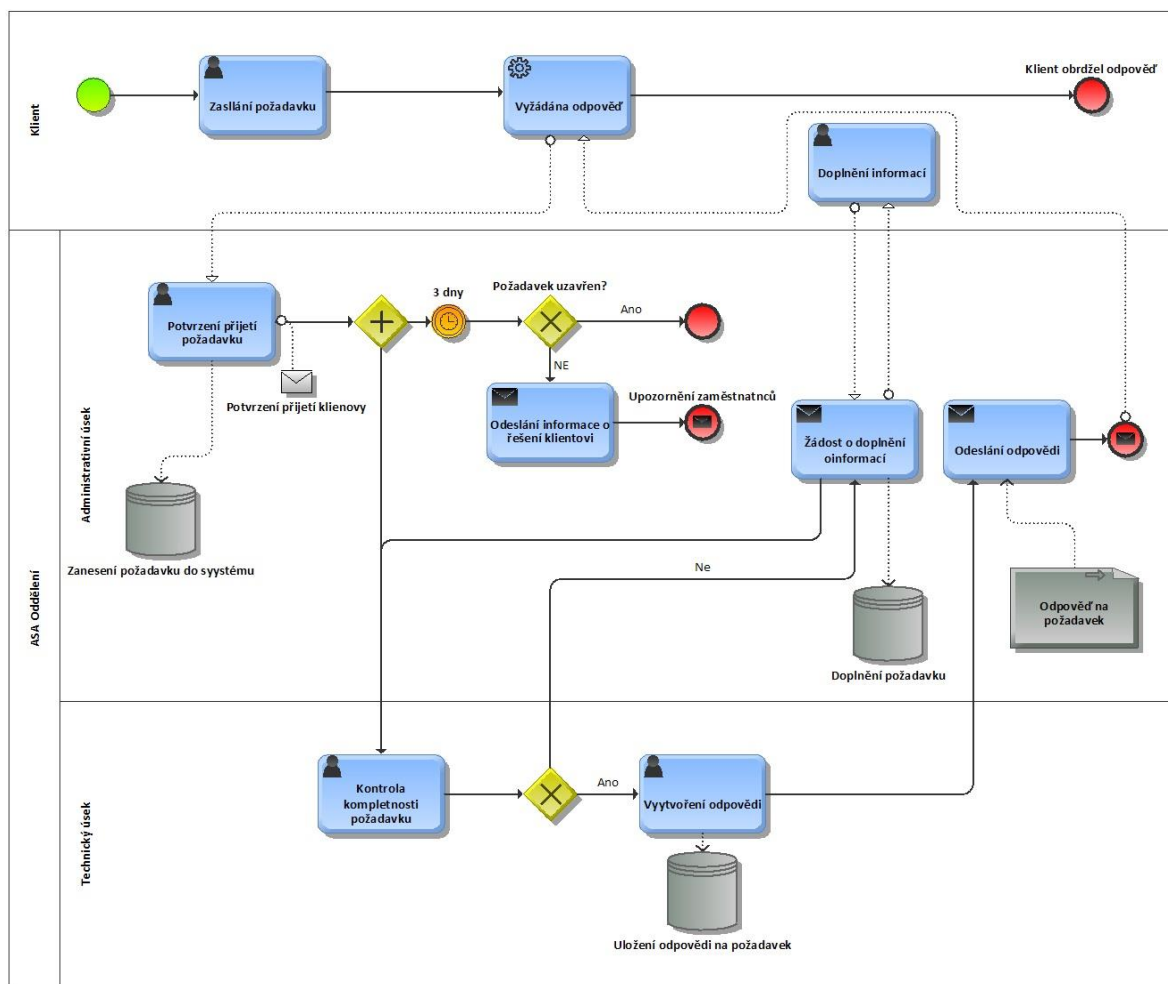 Klient
Zasllání požadavku
Vyžádána odpověď
Klient obrdžel odpověď
Doplnění informací
ASA Oddělení
Administrativní úsek
Potvrzení přijetí
požadavku
Potvrzení přijetí klienovy
3 dny
Požadavek uzavřen?
Ano
NE
Odeslání informace o
řešení klientovi
Upozornění zaměstnatnců
Žádost o doplnění
oinformací
Odeslání odpovědi
Zanesení požadavku do syystému
Ne
Doplnění požadavku
Odpověď na
požadavek
Technický úsek
Kontrola
kompletnosti
požadavku
Ano
Vyytvoření odpovědi
Uložení odpovědi na požadavek